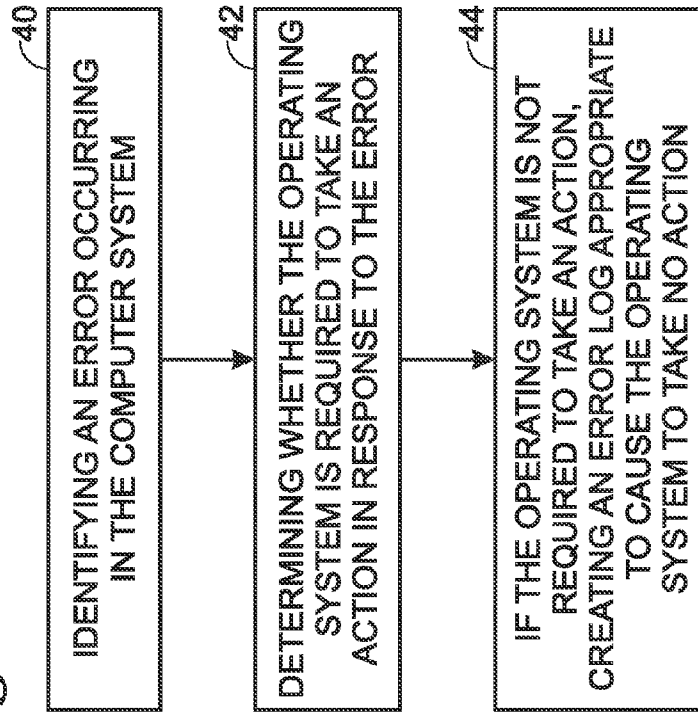 40
IDENTIFYING AN ERROR OCCURRING
IN THE COMPUTER SYSTEM
42
DETERMINING WHETHER THE OPERATING
SYSTEM IS REQUIRED TO TAKE AN
ACTION IN RESPONSE TO THE ERROR
44
IF THE OPERATING SYSTEM IS NOT
REQUIRED TO TAKE AN ACTION,
CREATING AN ERROR LOG APPROPRIATE
TO CAUSE THE OPERATING
SYSTEM TO TAKE NO ACTION